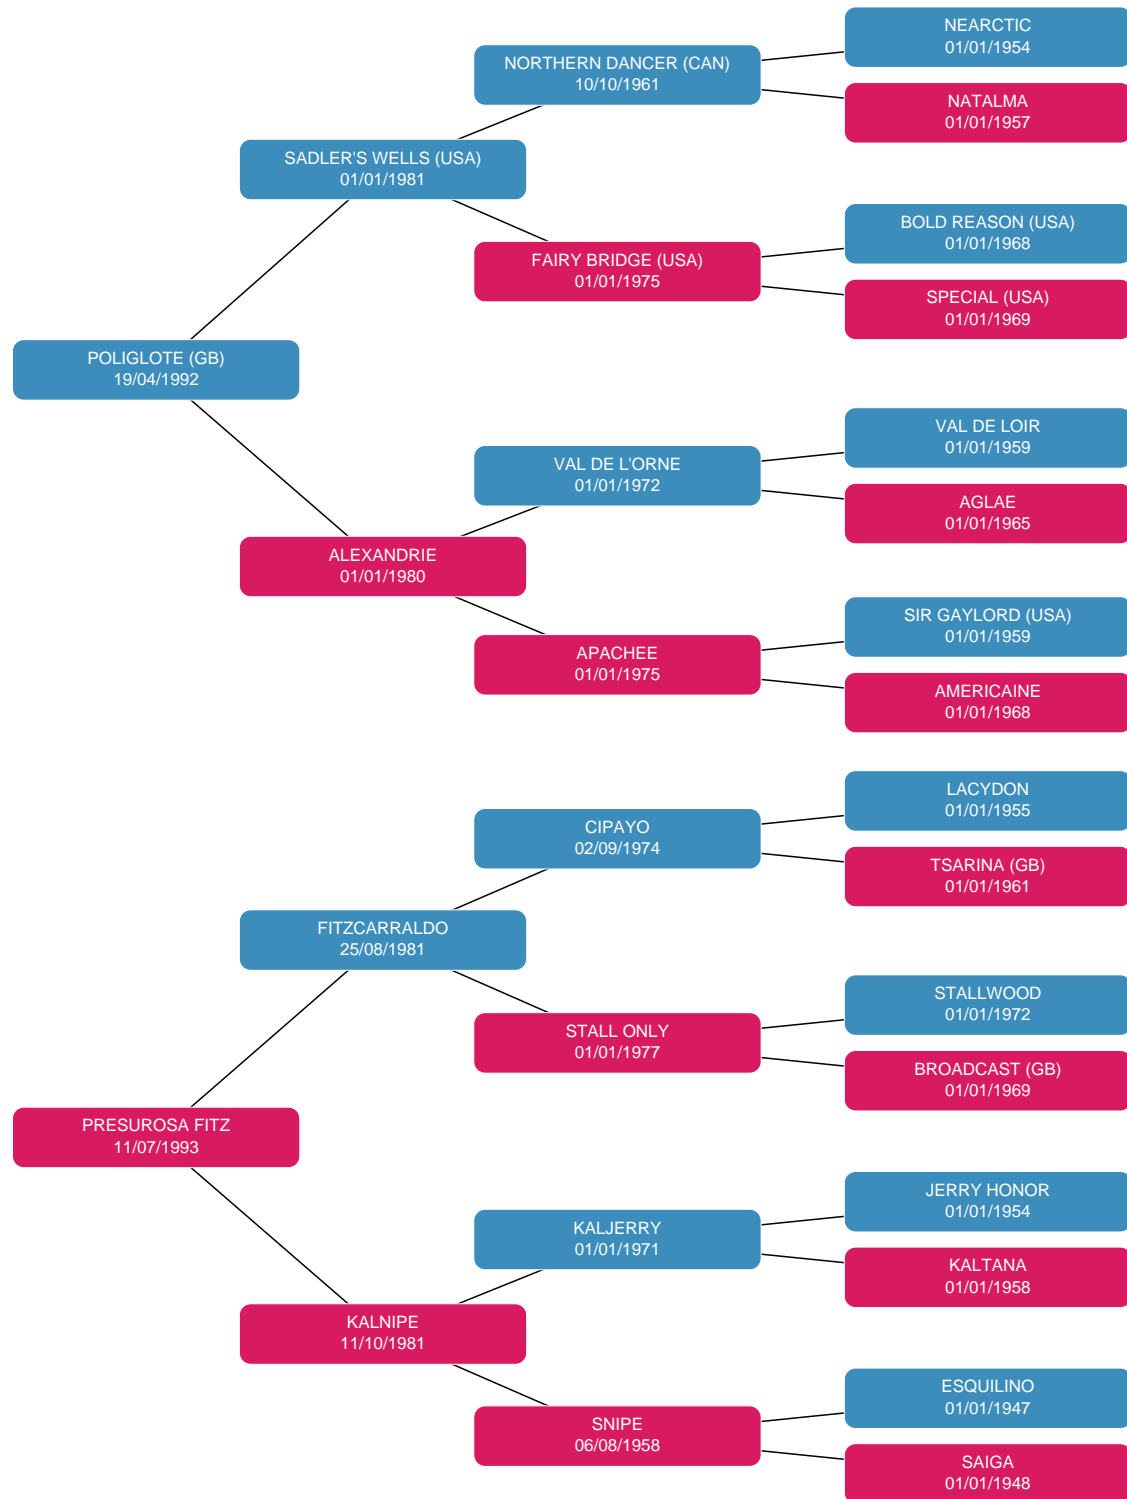 NEARCTIC
01/01/1954
NORTHERN DANCER (CAN)
10/10/1961
NATALMA
01/01/1957
SADLER'S WELLS (USA)
01/01/1981
BOLD REASON (USA)
01/01/1968
FAIRY BRIDGE (USA)
01/01/1975
SPECIAL (USA)
01/01/1969
POLIGLOTE (GB)
19/04/1992
VAL DE LOIR
01/01/1959
VAL DE L'ORNE
01/01/1972
AGLAE
01/01/1965
ALEXANDRIE
01/01/1980
SIR GAYLORD (USA)
01/01/1959
APACHEE
01/01/1975
AMERICAINE
01/01/1968
LACYDON
01/01/1955
CIPAYO
02/09/1974
TSARINA (GB)
01/01/1961
FITZCARRALDO
25/08/1981
STALLWOOD
01/01/1972
STALL ONLY
01/01/1977
BROADCAST (GB)
01/01/1969
PRESUROSA FITZ
11/07/1993
JERRY HONOR
01/01/1954
KALJERRY
01/01/1971
KALTANA
01/01/1958
KALNIPE
11/10/1981
ESQUILINO
01/01/1947
SNIPE
06/08/1958
SAIGA
01/01/1948